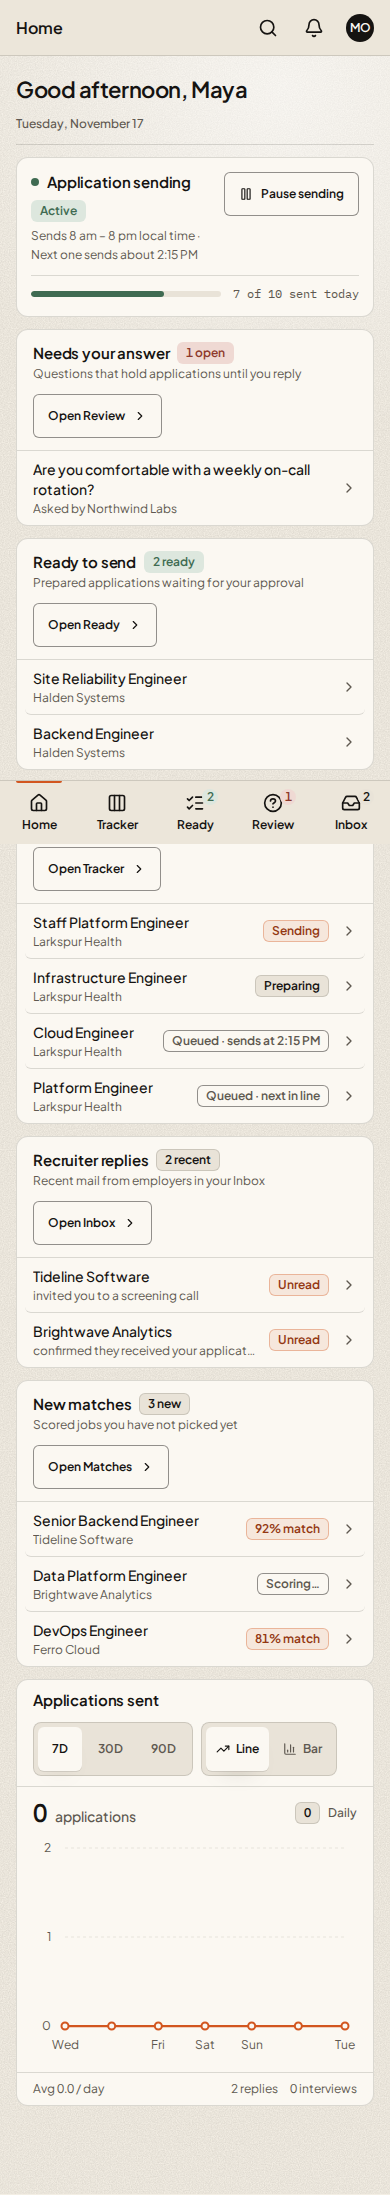 Home
MO
Good afternoon, Maya
Tuesday, November 17
Application sending
Pause sending
Active
Sends 8 am – 8 pm local time ·
Next one sends about 2:15 PM
7 of 10 sent today
Needs your answer 1 open
Questions that hold applications until you reply
Open Review
Are you comfortable with a weekly on-call
rotation?
Asked by Northwind Labs
Ready to send 2 ready
Prepared applications waiting for your approval
Open Ready
Site Reliability Engineer
Halden Systems
Backend Engineer
Halden Systems
2 1 2
Home Tracker Ready Review Inbox
Open Tracker
Staff Platform Engineer
Larkspur Health
Sending
Infrastructure Engineer
Larkspur Health
Preparing
Cloud Engineer
Larkspur Health
Queued · sends at 2:15 PM
Platform Engineer
Larkspur Health
Queued · next in line
Recruiter replies 2 recent
Recent mail from employers in your Inbox
Open Inbox
Tideline Software
invited you to a screening call
Unread
Brightwave Analytics
confirmed they received your applicat…
Unread
New matches 3 new
Scored jobs you have not picked yet
Open Matches
Senior Backend Engineer
Tideline Software
92% match
Data Platform Engineer
Brightwave Analytics
Scoring…
DevOps Engineer
Ferro Cloud
81% match
Applications sent
7D 30D 90D Line Bar
0 applications 0 Daily
2
1
0
Wed Fri Sat Sun Tue
Avg 0.0 / day 2 replies 0 interviews